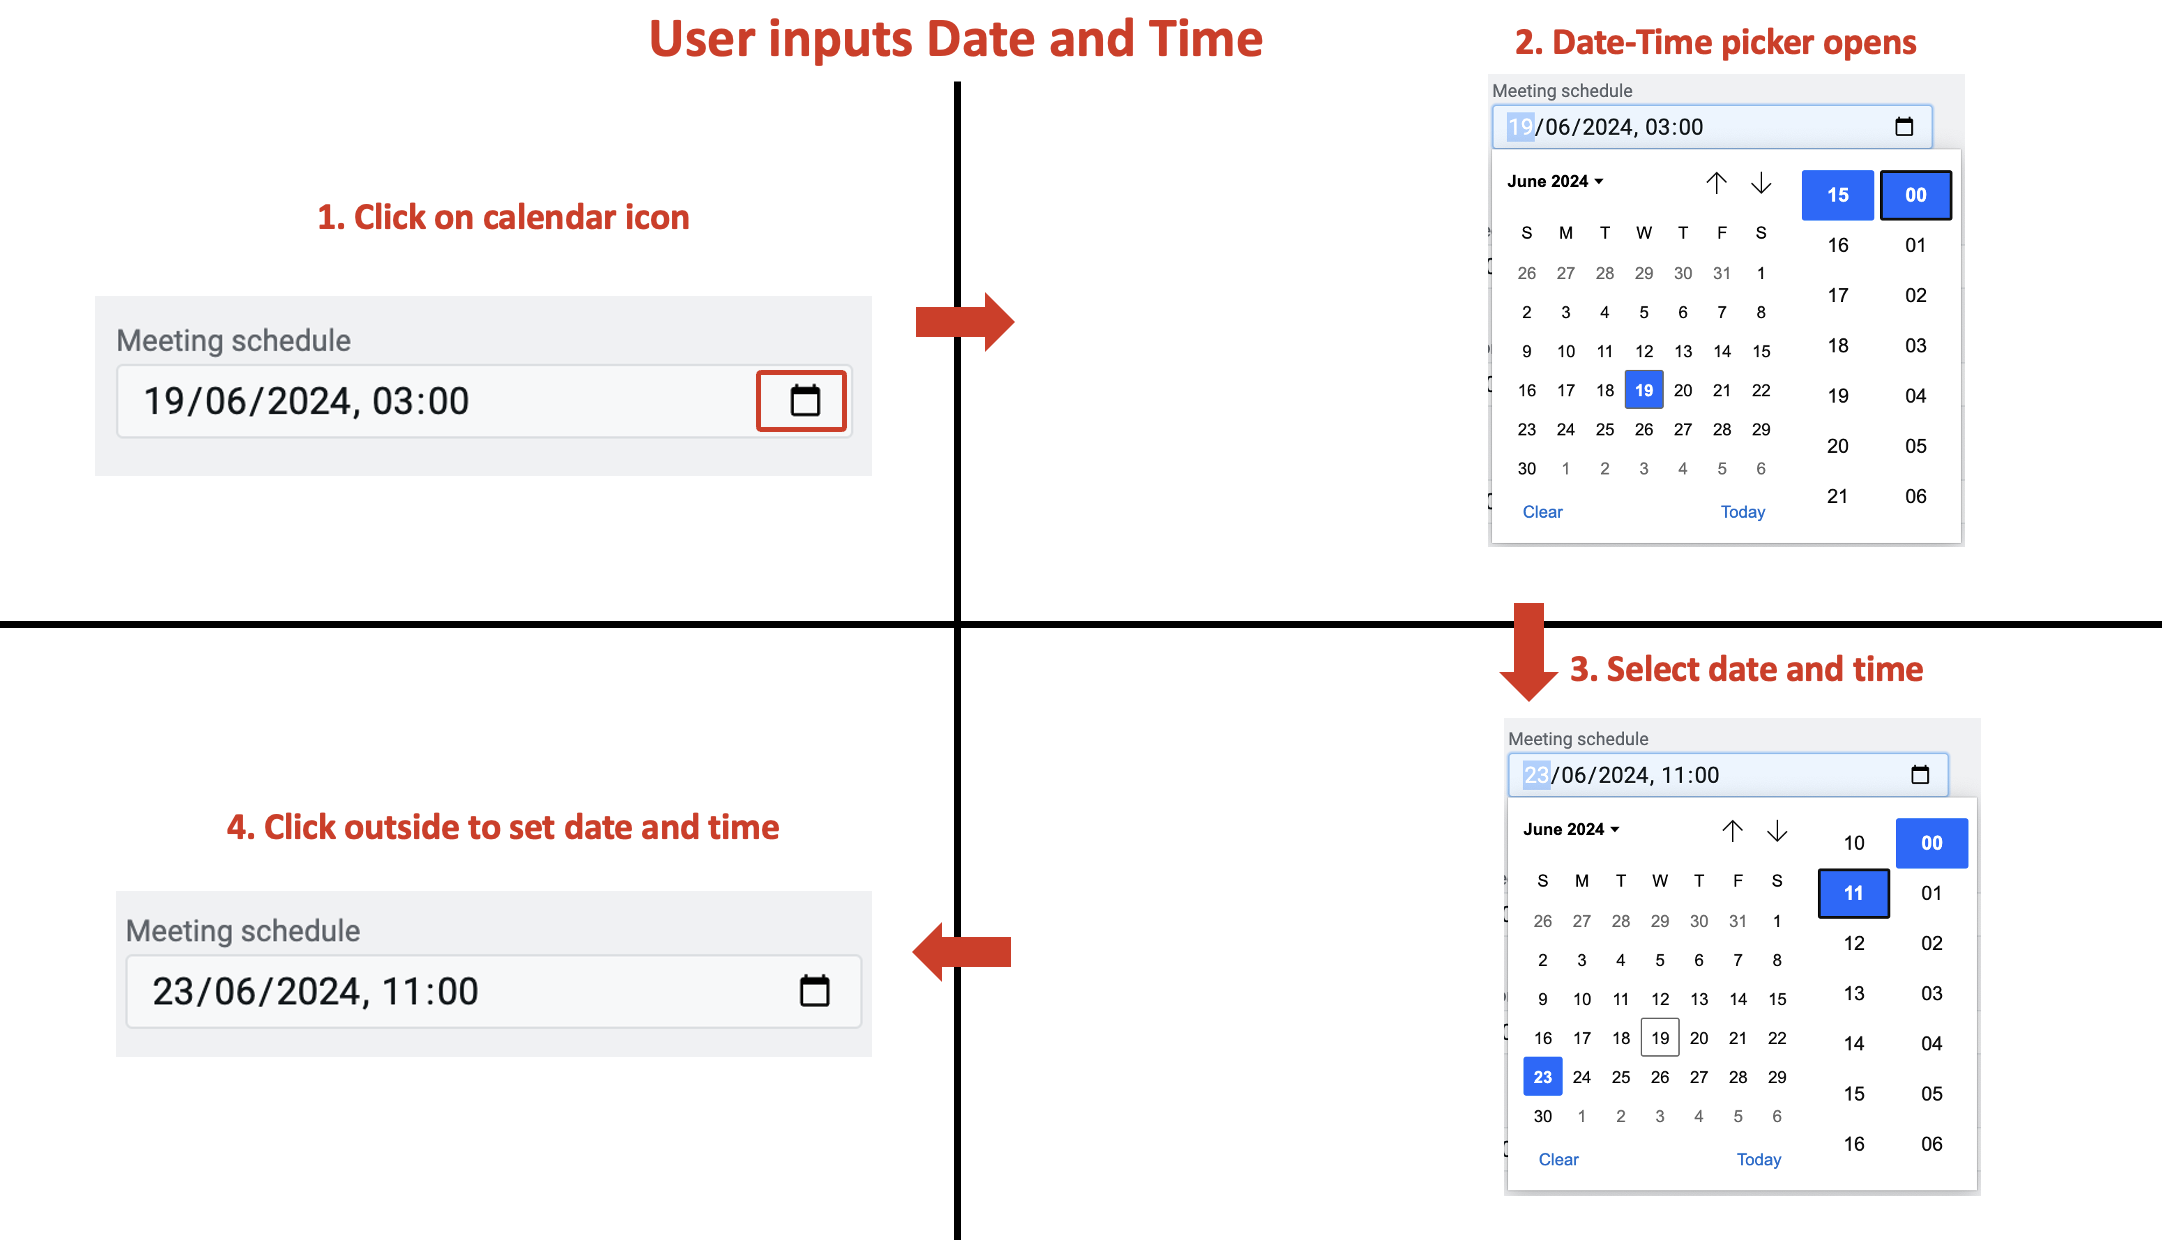 User inputs Date and Time
1. Click on calendar icon
Meeting schedule
19/06/2024, 03:00
2. Date-Time picker opens
Meeting schedule
19/06/2024, 03:00
June 2024
S M T W T F S
26 27 28 29 30 31 1
2 3 4 5 6 7 8
9 10 11 12 13 14 15
16 17 18 19 20 21 22
23 24 25 26 27 28 29
30 1 2 3 4 5 6
Clear Today
15 00
16 01
17 02
18 03
19 04
20 05
21 06
3. Select date and time
Meeting schedule
23/06/2024, 11:00
June 2024
S M T W T F S
26 27 28 29 30 31 1
2 3 4 5 6 7 8
9 10 11 12 13 14 15
16 17 18 19 20 21 22
23 24 25 26 27 28 29
30 1 2 3 4 5 6
Clear Today
10 00
11 01
12 02
13 03
14 04
15 05
16 06
4. Click outside to set date and time
Meeting schedule
23/06/2024, 11:00